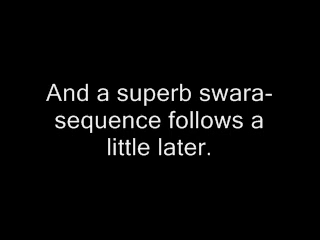 And a superb swara-
sequence follows a
little later.